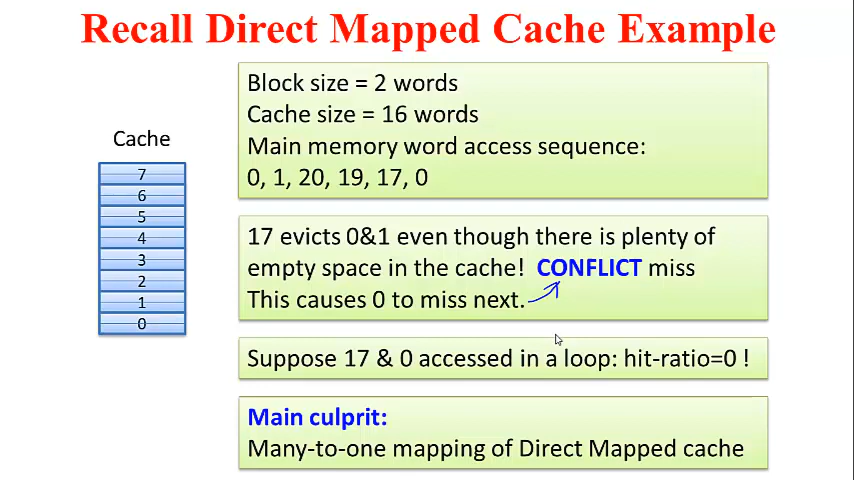 Recall Direct Mapped Cache Example
Cache
7
6
5
4
3
2
1
0
Block size = 2 words
Cache size = 16 words
Main memory word access sequence:
0, 1, 20, 19, 17, 0
17 evicts 0&1 even though there is plenty of
empty space in the cache! CONFLICT miss
This causes 0 to miss next.
Suppose 17 & 0 accessed in a loop: hit-ratio=0 !
Main culprit:
Many-to-one mapping of Direct Mapped cache